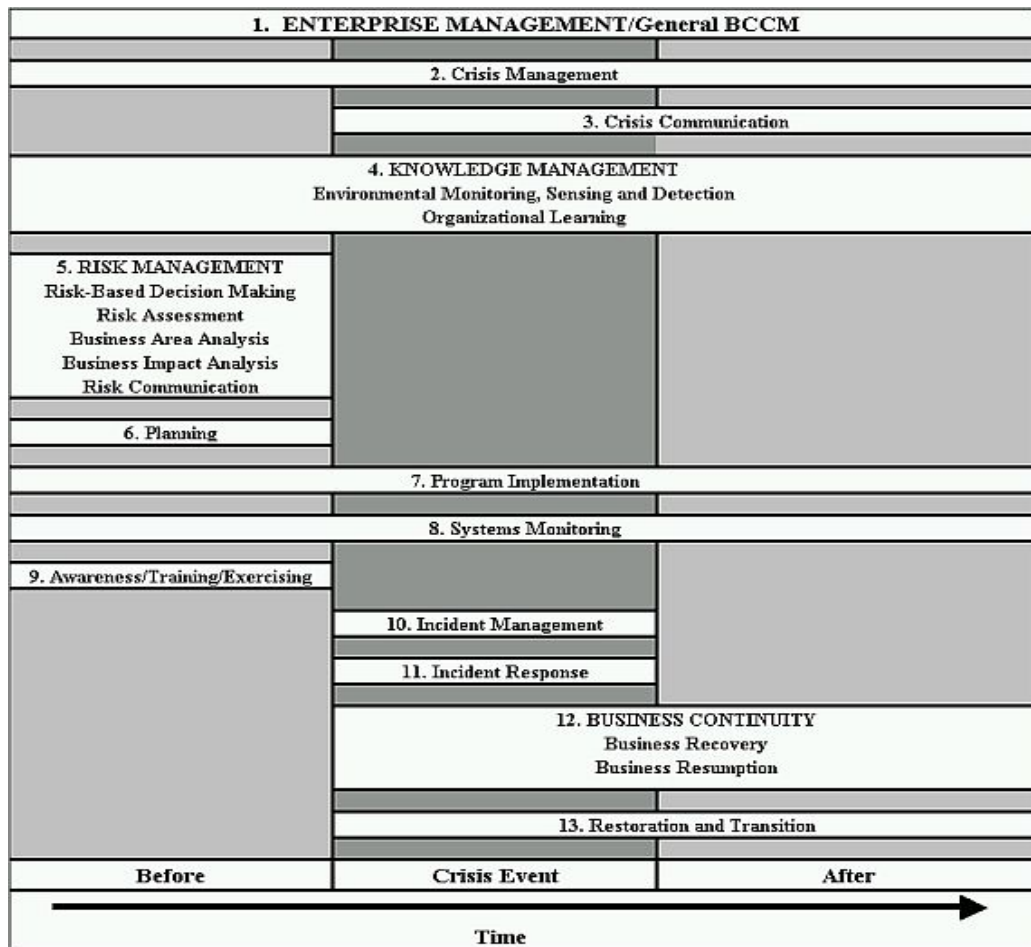 1. ENTERPRISE MANAGEMENT/General BCCM
2. Crisis Management
3. Crisis Communication
4. KNOWLEDGE MANAGEMENT
Environmental Monitoring, Sensing and Detection
Organizational Learning
5. RISK MANAGEMENT
Risk-Based Decision Making
Risk Assessment
Business Area Analysis
Business Impact Analysis
Risk Communication
6. Planning
7. Program Implementation
8. Systems Monitoring
9. Awareness/Training/Exercising
10. Incident Management
11. Incident Response
12. BUSINESS CONTINUITY
Business Recovery
Business Resumption
13. Restoration and Transition
Before Crisis Event After
Time